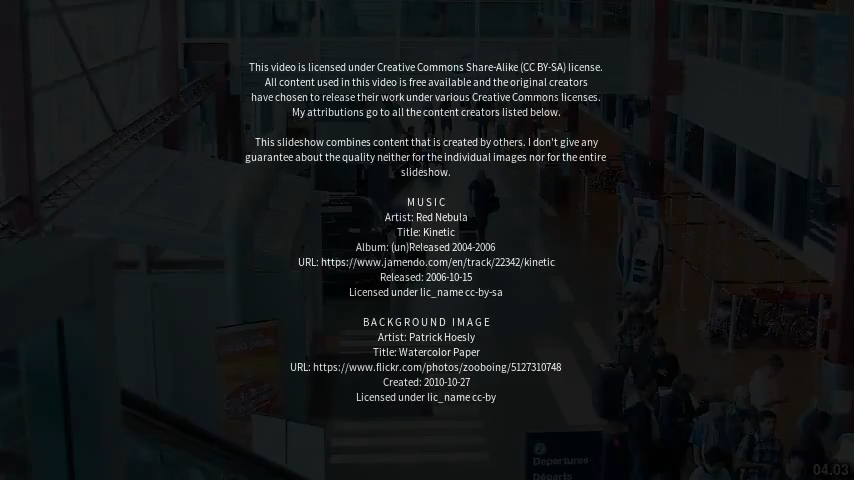 This video is licensed under Creative Commons Share-Alike (CC BY-SA) license.
All content used in this video is free available and the original creators
have chosen to release their work under various Creative Commons licenses.
My attributions go to all the content creators listed below.
This slideshow combines content that is created by others. I don't give any
guarantee about the quality neither for the individual images nor for the entire
slideshow.
MUSIC
Artist: Red Nebula
Title: Kinetic
Album: (un)Released 2004-2006
URL: https://www.jamendo.com/en/track/22342/kinetic
Released: 2006-10-15
Licensed under lic_name cc-by-sa
BACKGROUND IMAGE
Artist: Patrick Hoesly
Title: Watercolor Paper
URL: https://www.flickr.com/photos/zooboing/5127310748
Created: 2010-10-27
Licensed under lic_name cc-by
Departures
Départs
04.03